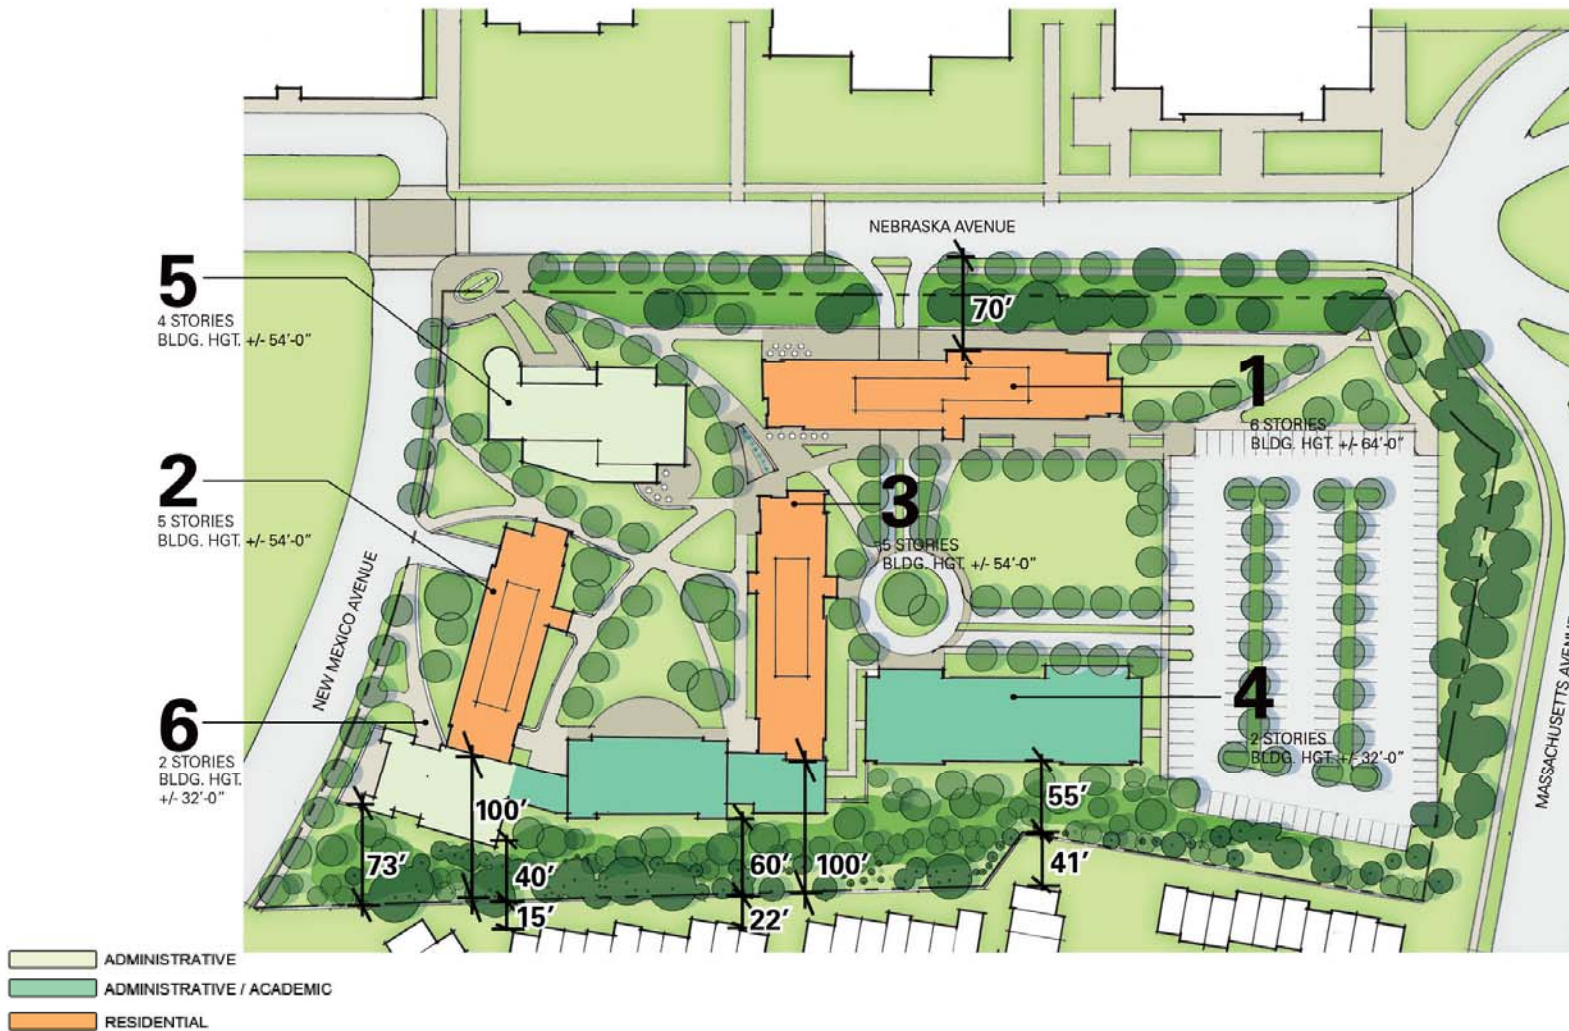 NEBRASKA AVENUE
5
4 STORIES
BLDG. HGT. +/- 54'-0"
70'
1
6 STORIES
BLDG. HGT. +/- 64'-0"
2
5 STORIES
BLDG. HGT. +/- 54'-0"
3
5 STORIES
BLDG. HGT. +/- 54'-0"
NEW MEXICO AVENUE
MASSACHUSETTS AVENUE
6
2 STORIES
BLDG. HGT.
+/- 32'-0"
4
2 STORIES
BLDG. HGT. +/- 32'-0"
100'
55'
73'
40'
60'
100'
41'
15'
22'
ADMINISTRATIVE
ADMINISTRATIVE / ACADEMIC
RESIDENTIAL